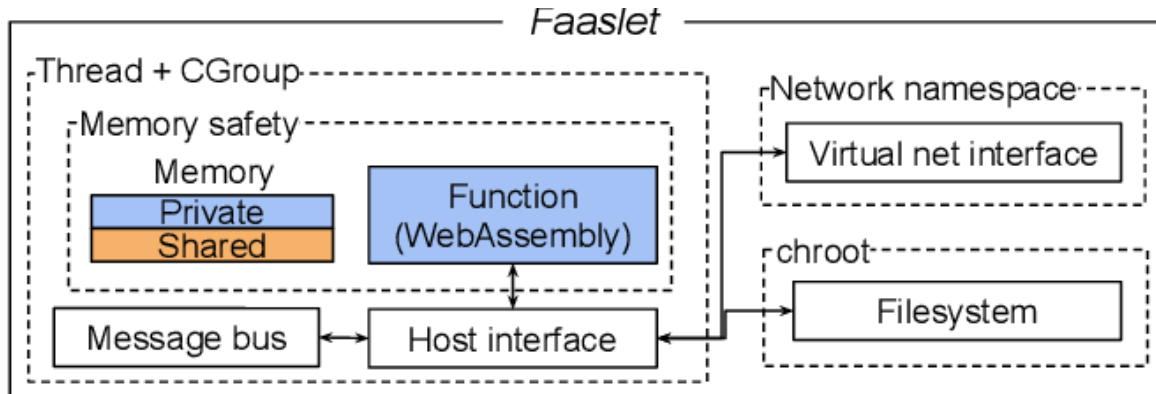 Faaslet
Thread + CGroup
Memory safety
Memory
Private
Shared
Function
(WebAssembly)
Message bus
Host interface
Network namespace
Virtual net interface
chroot
Filesystem